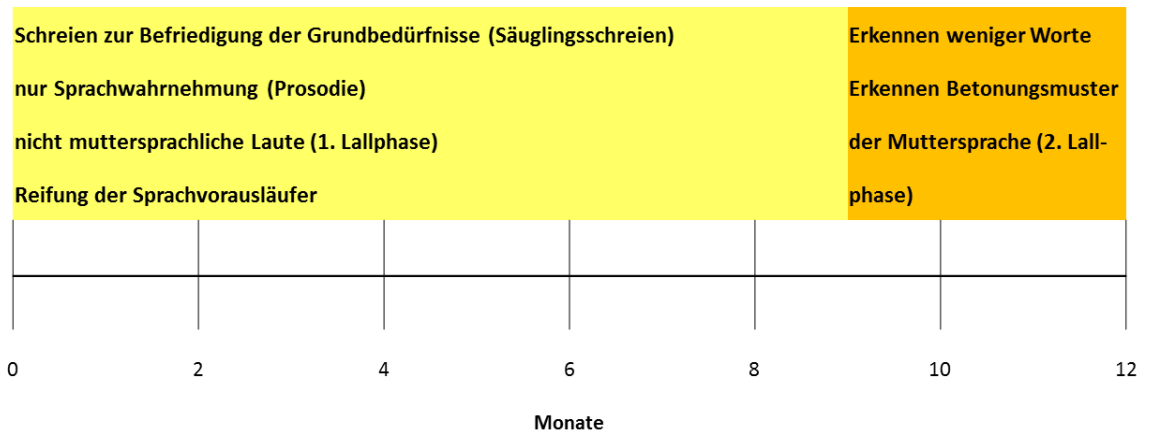 Schreien zur Befriedigung der Grundbedürfnisse (Säuglingsschreien)
nur Sprachwahrnehmung (Prosodie)
nicht muttersprachliche Laute (1. Lallphase)
Reifung der Sprachvorausläufer
Erkennen weniger Worte
Erkennen Betonungsmuster
der Muttersprache (2. Lall-
phase)
0 2 4 6 8 10 12
Monate